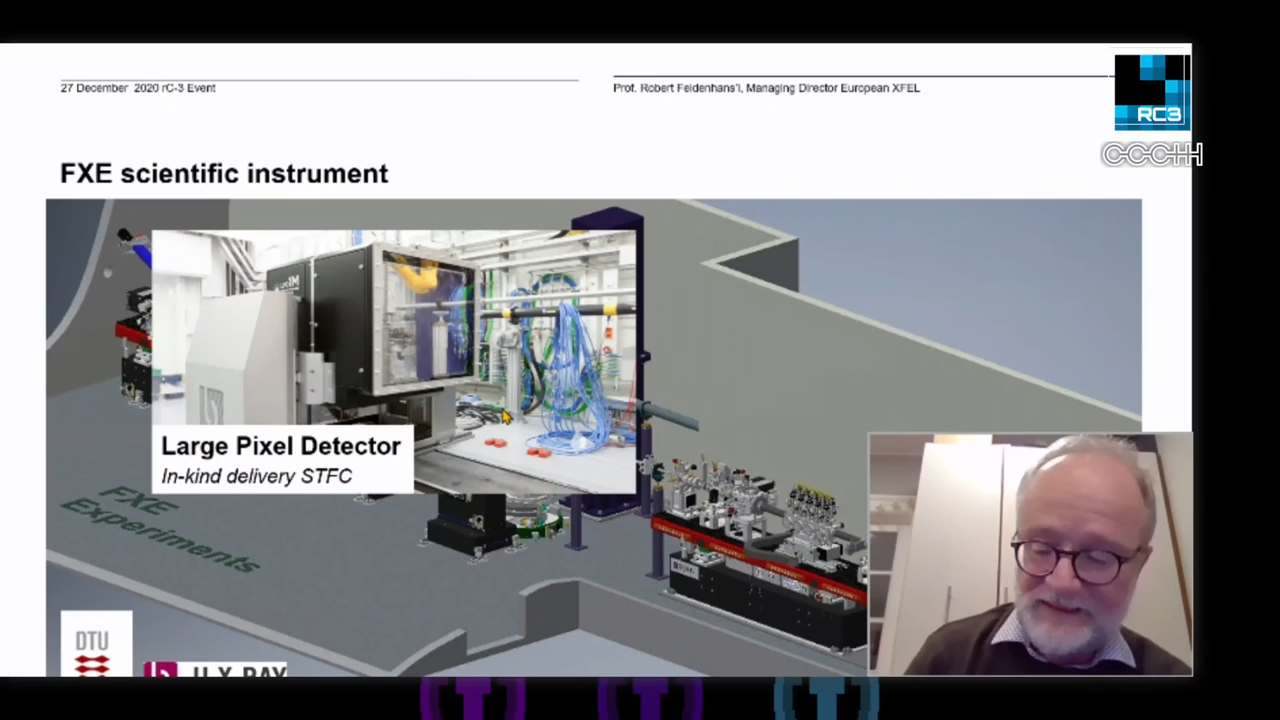 27 December 2020 rC-3 Event
Prof. Robert Feidenhans'l, Managing Director European XFEL
RC3
CCCHH
FXE scientific instrument
Large Pixel Detector
In-kind delivery STFC
FXE
Experiments
DTU